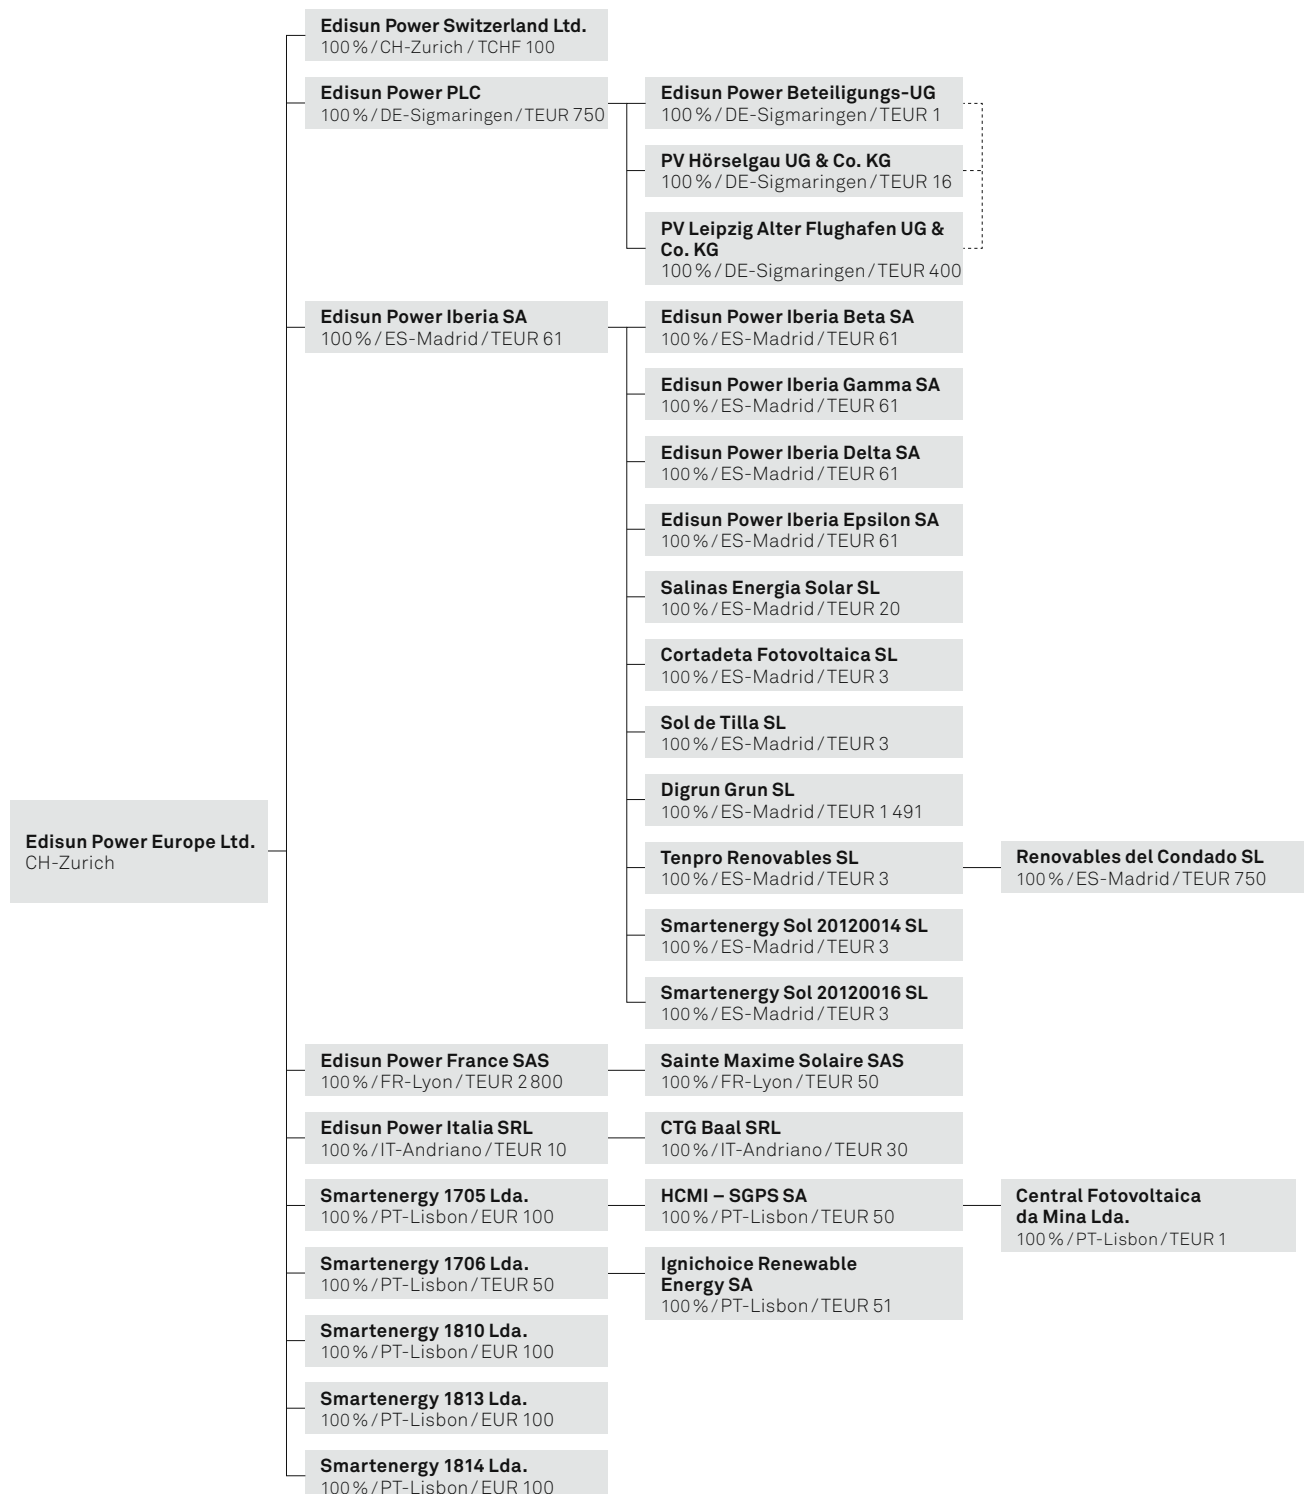 Edisun Power Switzerland Ltd.
100 % / CH-Zurich / TCHF 100
Edisun Power PLC
100 % / DE-Sigmaringen / TEUR 750
Edisun Power Beteiligungs-UG
100 % / DE-Sigmaringen / TEUR 1
PV Hörselgau UG & Co. KG
100 % / DE-Sigmaringen / TEUR 16
PV Leipzig Alter Flughafen UG &
Co. KG
100 % / DE-Sigmaringen / TEUR 400
Edisun Power Iberia SA
100 % / ES-Madrid / TEUR 61
Edisun Power Iberia Beta SA
100 % / ES-Madrid / TEUR 61
Edisun Power Iberia Gamma SA
100 % / ES-Madrid / TEUR 61
Edisun Power Iberia Delta SA
100 % / ES-Madrid / TEUR 61
Edisun Power Iberia Epsilon SA
100 % / ES-Madrid / TEUR 61
Salinas Energia Solar SL
100 % / ES-Madrid / TEUR 20
Cortadeta Fotovoltaica SL
100 % / ES-Madrid / TEUR 3
Sol de Tilla SL
100 % / ES-Madrid / TEUR 3
Digrun Grun SL
100 % / ES-Madrid / TEUR 1 491
Edisun Power Europe Ltd.
CH-Zurich
Tenpro Renovables SL
100 % / ES-Madrid / TEUR 3
Renovables del Condado SL
100 % / ES-Madrid / TEUR 750
Smartenergy Sol 20120014 SL
100 % / ES-Madrid / TEUR 3
Smartenergy Sol 20120016 SL
100 % / ES-Madrid / TEUR 3
Edisun Power France SAS
100 % / FR-Lyon / TEUR 2 800
Sainte Maxime Solaire SAS
100 % / FR-Lyon / TEUR 50
Edisun Power Italia SRL
100 % / IT-Andriano / TEUR 10
CTG Baal SRL
100 % / IT-Andriano / TEUR 30
Smartenergy 1705 Lda.
100 % / PT-Lisbon / EUR 100
HCMI – SGPS SA
100 % / PT-Lisbon / TEUR 50
Central Fotovoltaica
da Mina Lda.
100 % / PT-Lisbon / TEUR 1
Smartenergy 1706 Lda.
100 % / PT-Lisbon / TEUR 50
Ignichoice Renewable
Energy SA
100 % / PT-Lisbon / TEUR 51
Smartenergy 1810 Lda.
100 % / PT-Lisbon / EUR 100
Smartenergy 1813 Lda.
100 % / PT-Lisbon / EUR 100
Smartenergy 1814 Lda.
100 % / PT-Lisbon / EUR 100